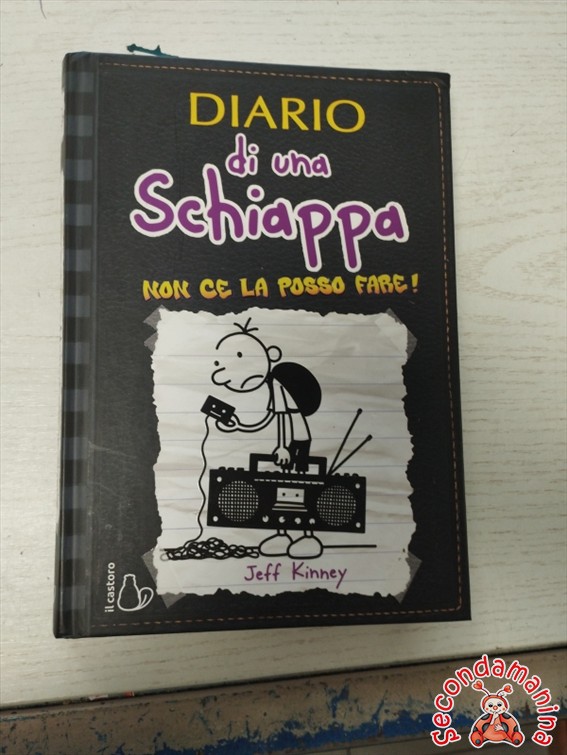 DIARIO
di una
Schiappa
NON CE LA POSSO FARE!
Jeff Kinney
il castoro
Secondamanina